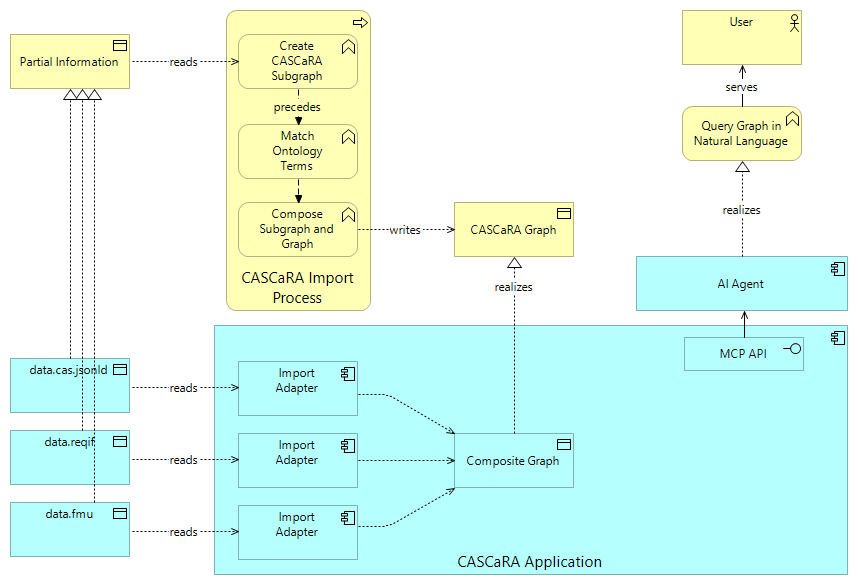 User
Create
CASCaRA
Subgraph
Partial Information
reads
serves
precedes
Query Graph in
Natural Language
Match
Ontology
Terms
realizes
Compose
Subgraph and
Graph
writes
CASCaRA Graph
CASCaRA Import
Process
AI Agent
realizes
MCP API
data.cas.jsonld
reads
Import
Adapter
data.reqif
reads
Import
Adapter
Composite Graph
data.fmu
reads
Import
Adapter
CASCaRA Application